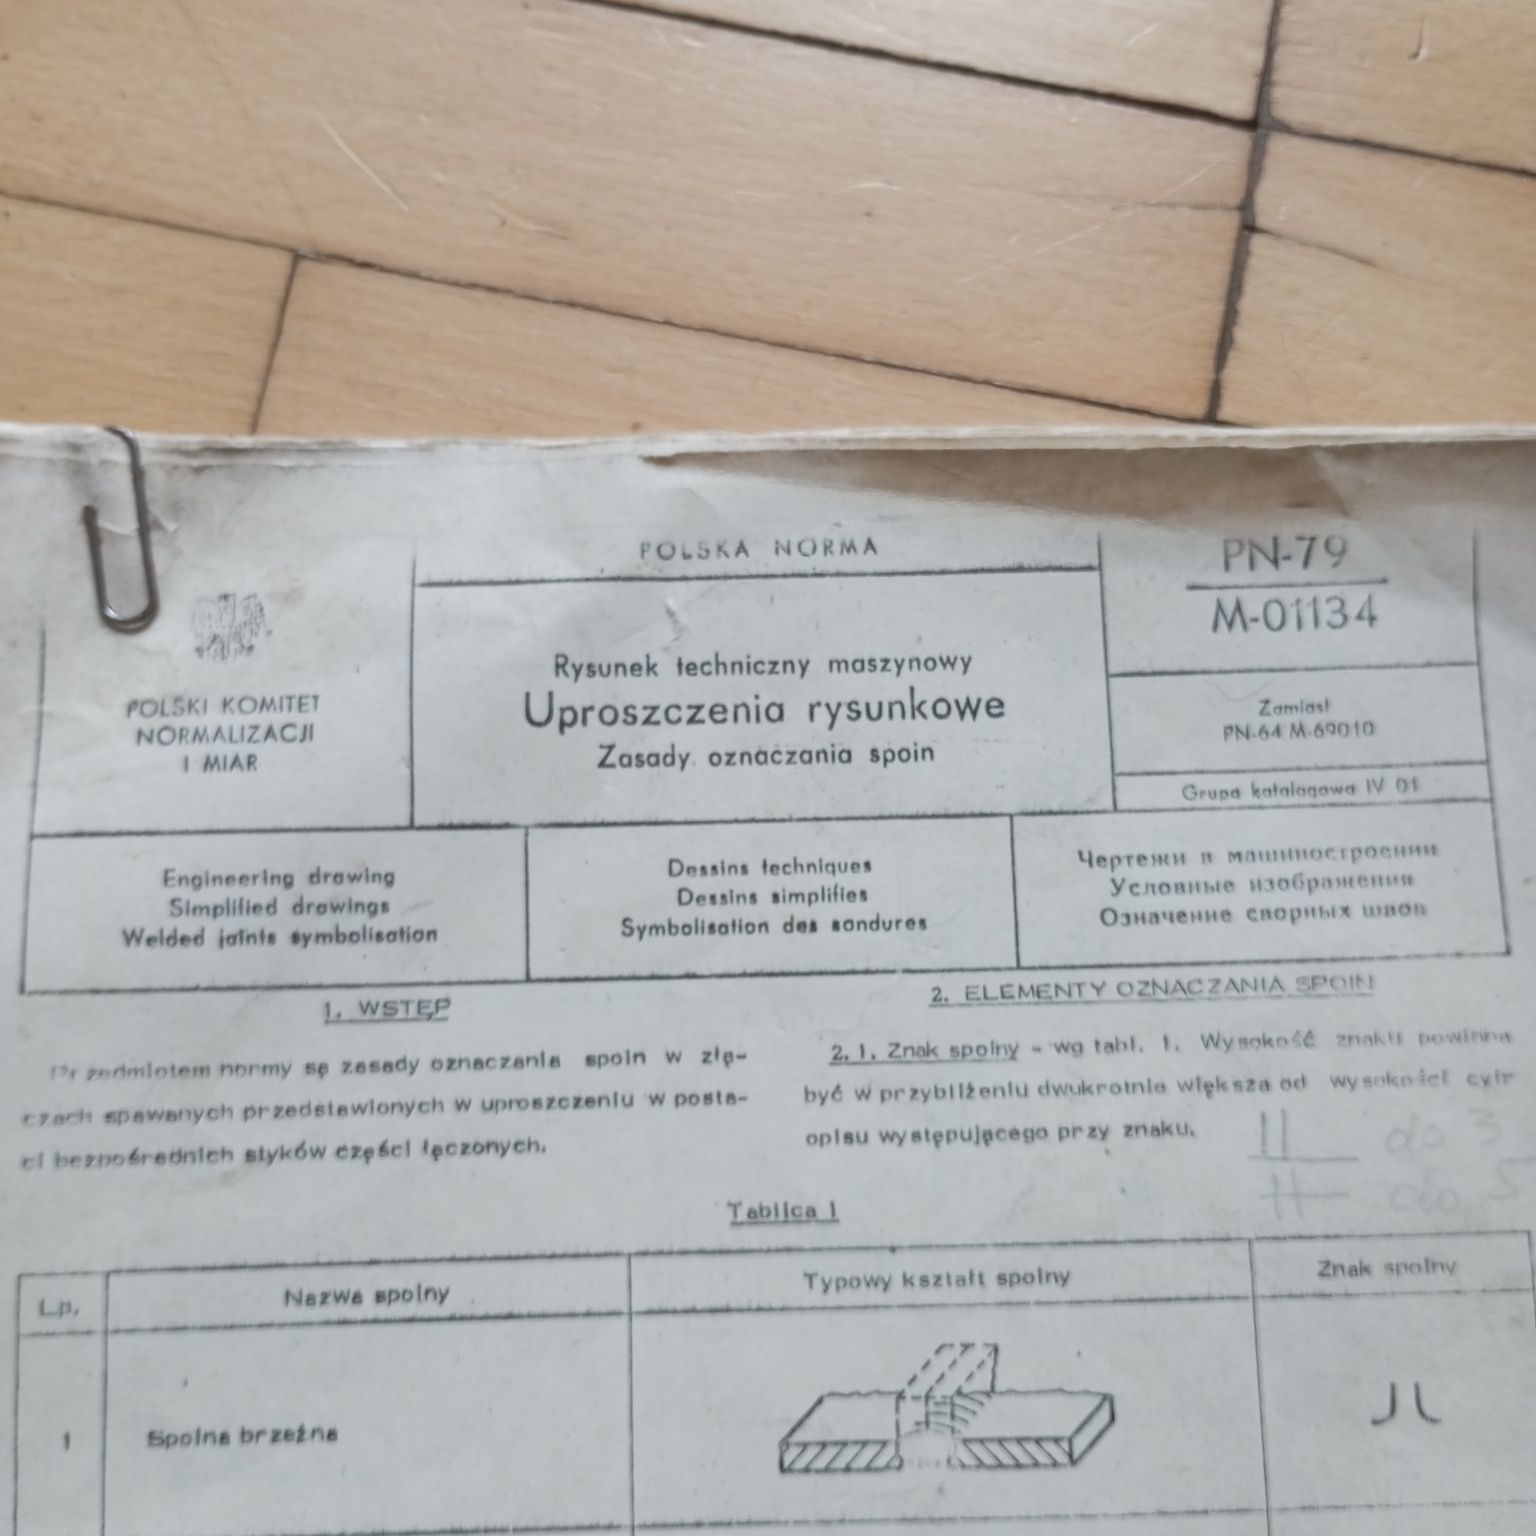 POLSKA NORMA
PN-79
M-01134
POLSKI KOMITET
NORMALIZACJI
I MIAR
Rysunek techniczny maszynowy
Uproszczenia rysunkowe
Zasady oznaczania spoin
Zamiast
PN-64/M-69010
Grupa katalogowa IV 01
Engineering drawing
Simplified drawings
Welded joints symbolisation
Dessins techniques
Dessins simplifies
Symbolisation des sondures
Чертежи в машиностроении
Условные изображения
Означение сворных швов
1. WSTĘP
Przedmiotem normy są zasady oznaczania spoin w złą-
czach spawanych przedstawionych w uproszczeniu w posta-
ci bezpośrednich styków części łączonych.
2. ELEMENTY OZNACZANIA SPOIN
2.1. Znak spoiny - wg tabl. 1. Wysokość znaku powinna
być w przybliżeniu dwukrotnie większa od wysokości cyfr
opisu występującego przy znaku.
do 3
do 5
Tablica 1
Lp.
Nazwa spoiny
Typowy kształt spoiny
Znak spoiny
1
Spoina brzeżna